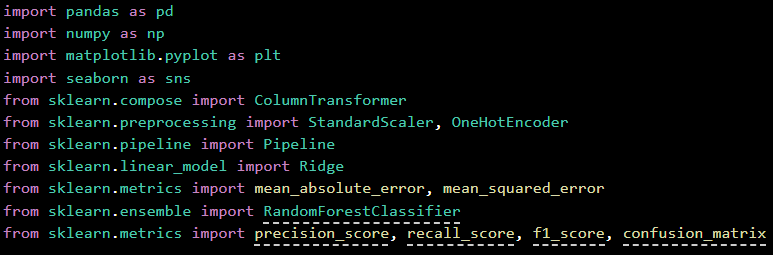 import pandas as pd
import numpy as np
import matplotlib.pyplot as plt
import seaborn as sns
from sklearn.compose import ColumnTransformer
from sklearn.preprocessing import StandardScaler, OneHotEncoder
from sklearn.pipeline import Pipeline
from sklearn.linear_model import Ridge
from sklearn.metrics import mean_absolute_error, mean_squared_error
from sklearn.ensemble import RandomForestClassifier
from sklearn.metrics import precision_score, recall_score, f1_score, confusion_matrix